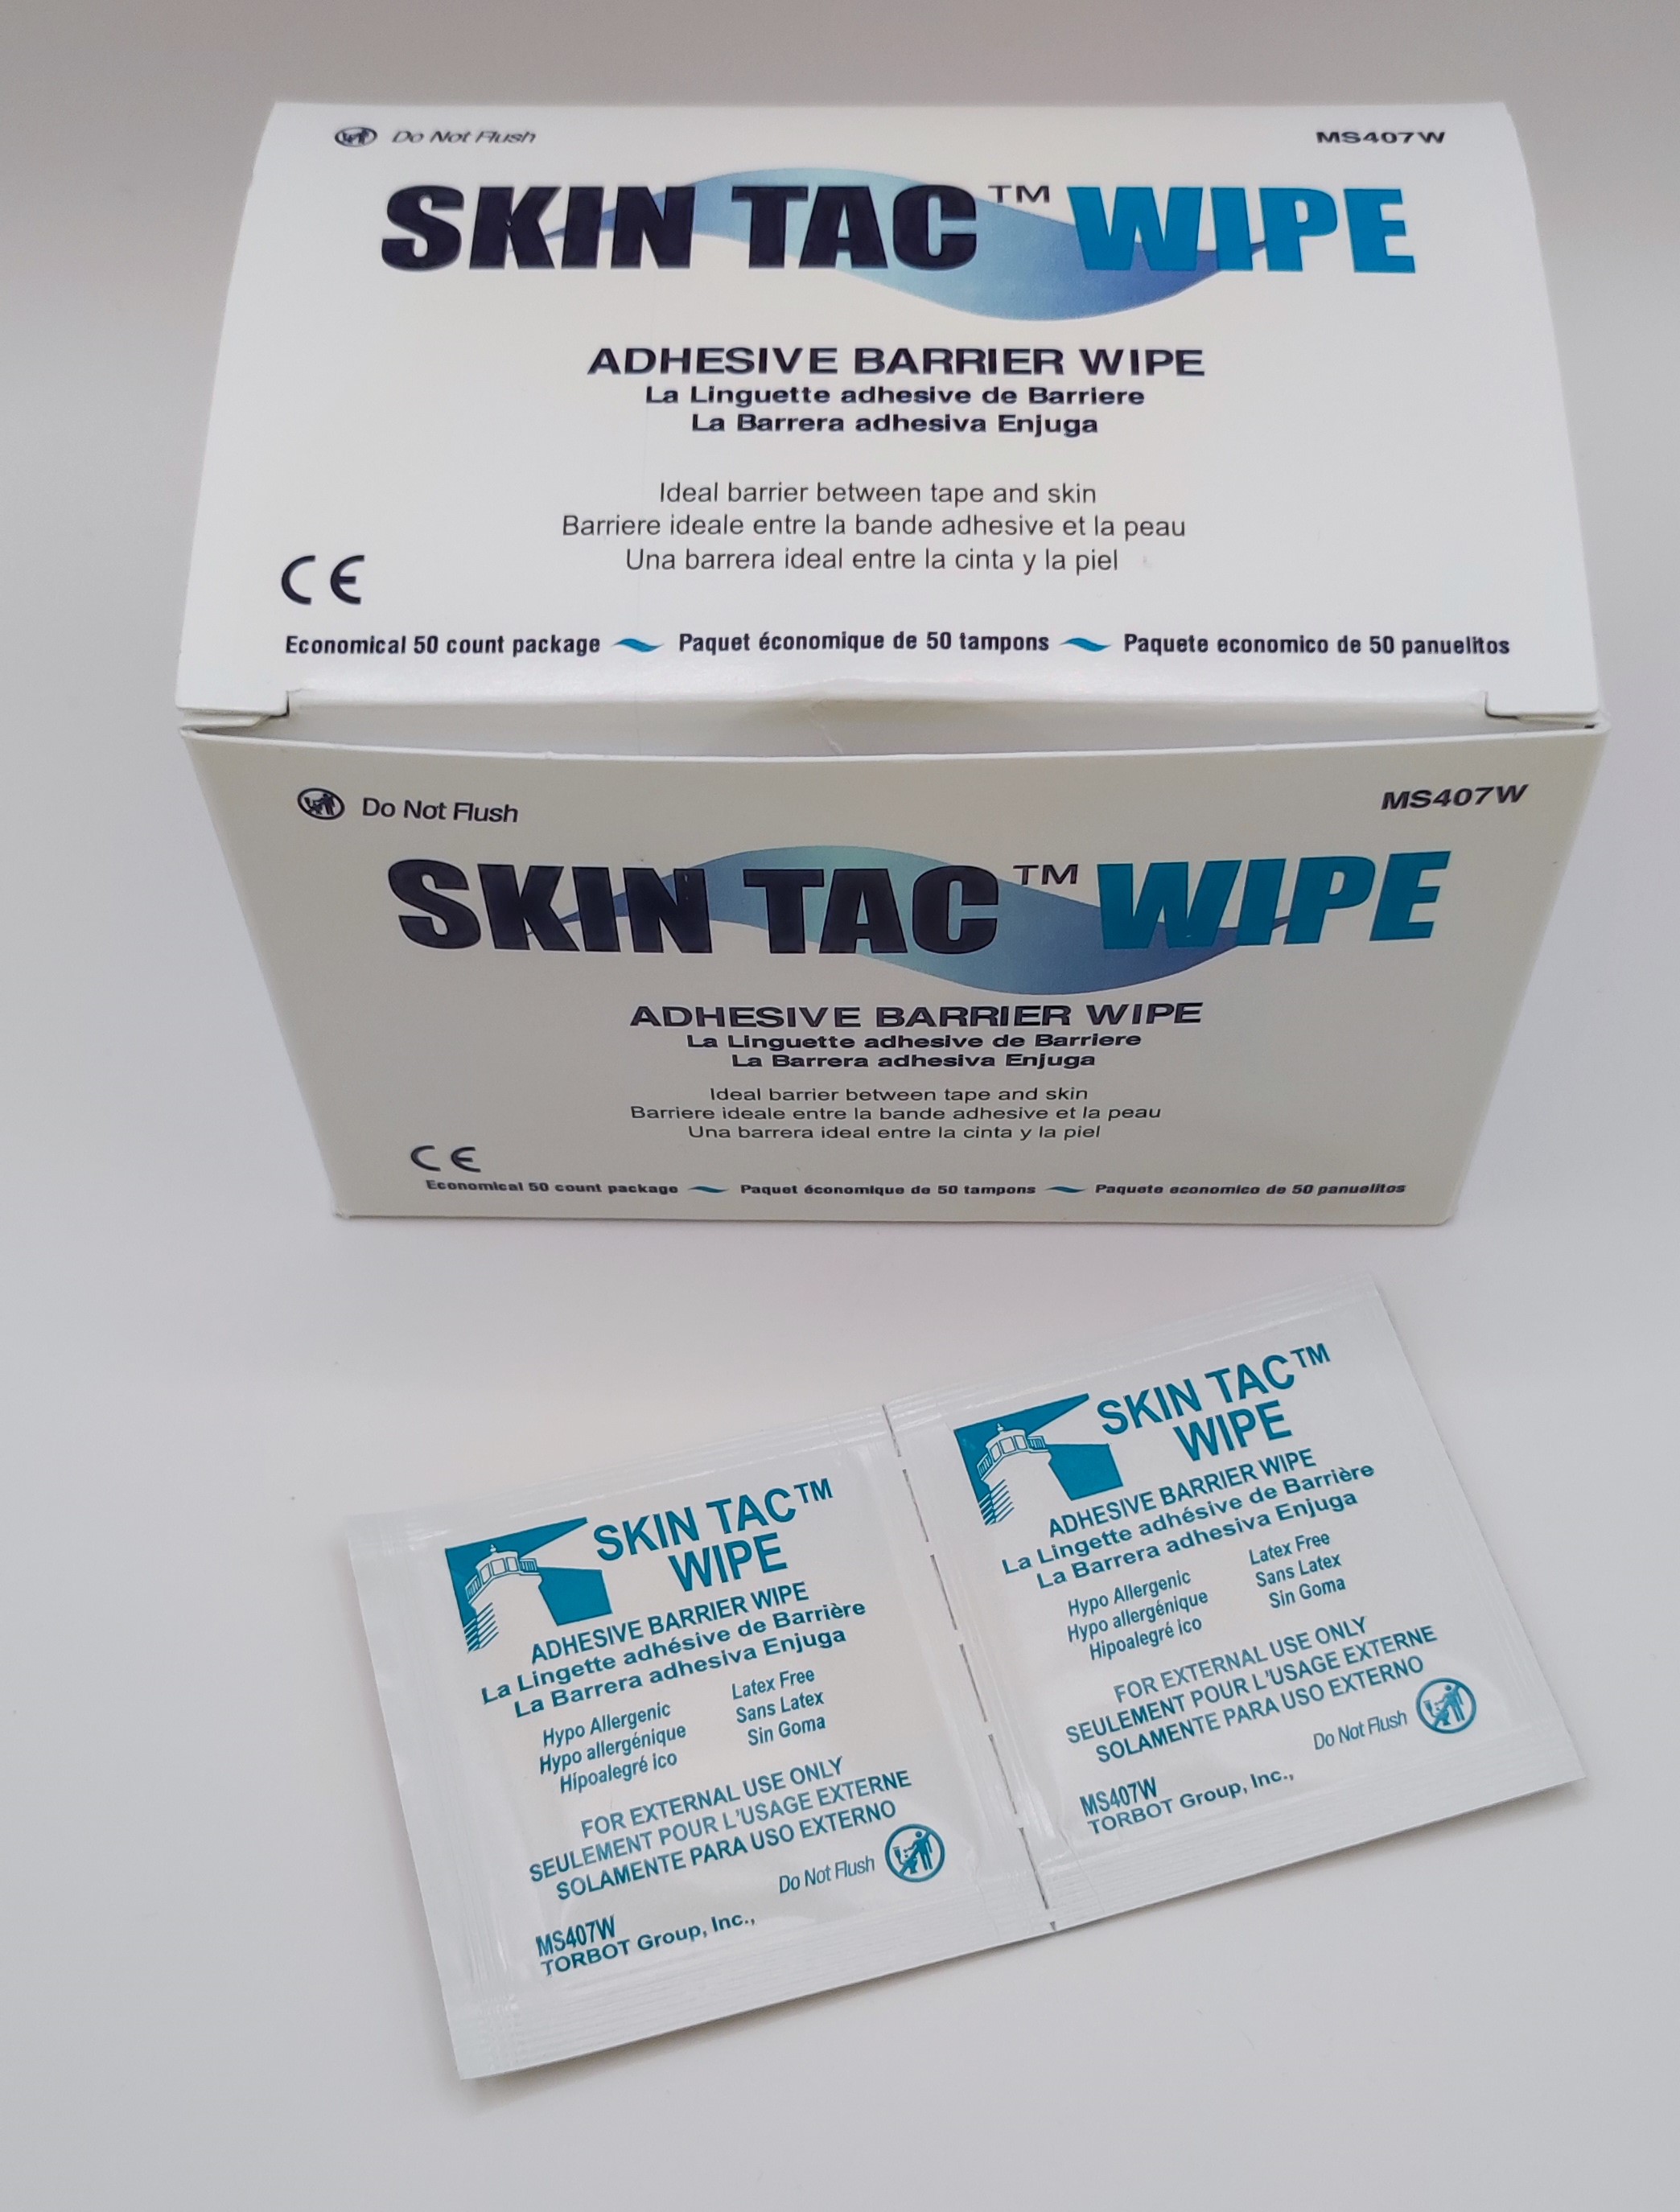 Do Not Flush
MS407W
SKIN TAC™ WIPE
ADHESIVE BARRIER WIPE
La Linguette adhesive de Barriere
La Barrera adhesiva Enjuga
Ideal barrier between tape and skin
Barriere ideale entre la bande adhesive et la peau
Una barrera ideal entre la cinta y la piel
CE
Economical 50 count package Paquet économique de 50 tampons Paquete economico de 50 panuelitos
Do Not Flush
MS407W
SKIN TAC™ WIPE
ADHESIVE BARRIER WIPE
La Linguette adhesive de Barriere
La Barrera adhesiva Enjuga
Ideal barrier between tape and skin
Barriere ideale entre la bande adhesive et la peau
Una barrera ideal entre la cinta y la piel
CE
Economical 50 count package Paquet économique de 50 tampons Paquete economico de 50 panuelitos
SKIN TAC™
WIPE
ADHESIVE BARRIER WIPE
La Lingette adhésive de Barrière
La Barrera adhesiva Enjuga
Hypo Allergenic Latex Free
Hypo allergénique Sans Latex
Hipoalegré ico Sin Goma
FOR EXTERNAL USE ONLY
SEULEMENT POUR L'USAGE EXTERNE
SOLAMENTE PARA USO EXTERNO
Do Not Flush
MS407W
TORBOT Group, Inc.,
SKIN TAC™
WIPE
ADHESIVE BARRIER WIPE
La Lingette adhésive de Barrière
La Barrera adhesiva Enjuga
Hypo Allergenic Latex Free
Hypo allergénique Sans Latex
Hipoalegré ico Sin Goma
FOR EXTERNAL USE ONLY
SEULEMENT POUR L'USAGE EXTERNE
SOLAMENTE PARA USO EXTERNO
Do Not Flush
MS407W
TORBOT Group, Inc.,